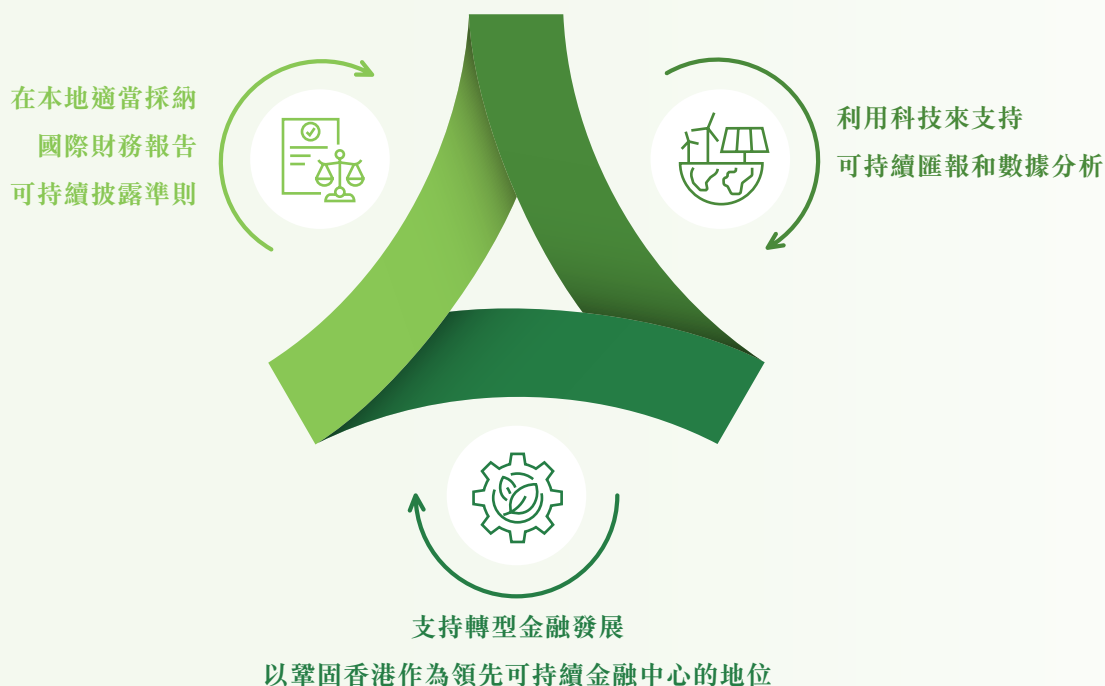 在本地適當採納
國際財務報告
可持續披露準則
利用科技來支持
可持續匯報和數據分析
支持轉型金融發展
以鞏固香港作為領先可持續金融中心的地位